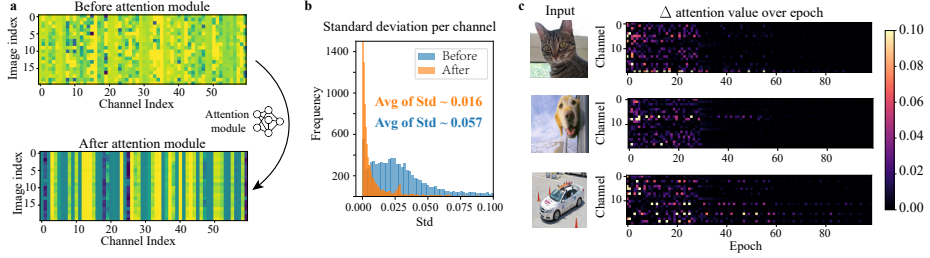 a
Before attention module
Image index
0
5
10
15
0 10 20 30 40 50
Channel Index
Attention
module
After attention module
Image index
0
5
10
15
0 10 20 30 40 50
Channel Index
b
Standard deviation per channel
Before
After
Avg of Std ~ 0.016
Avg of Std ~ 0.057
Frequency
1400
1000
800
600
400
200
0.000 0.025 0.050 0.075 0.100
Std
c
Input
Δ attention value over epoch
Channel
0
10
0 20 40 60 80
Channel
0
10
0 20 40 60 80
Channel
0
10
0 20 40 60 80
Epoch
0.10
0.08
0.06
0.04
0.02
0.00